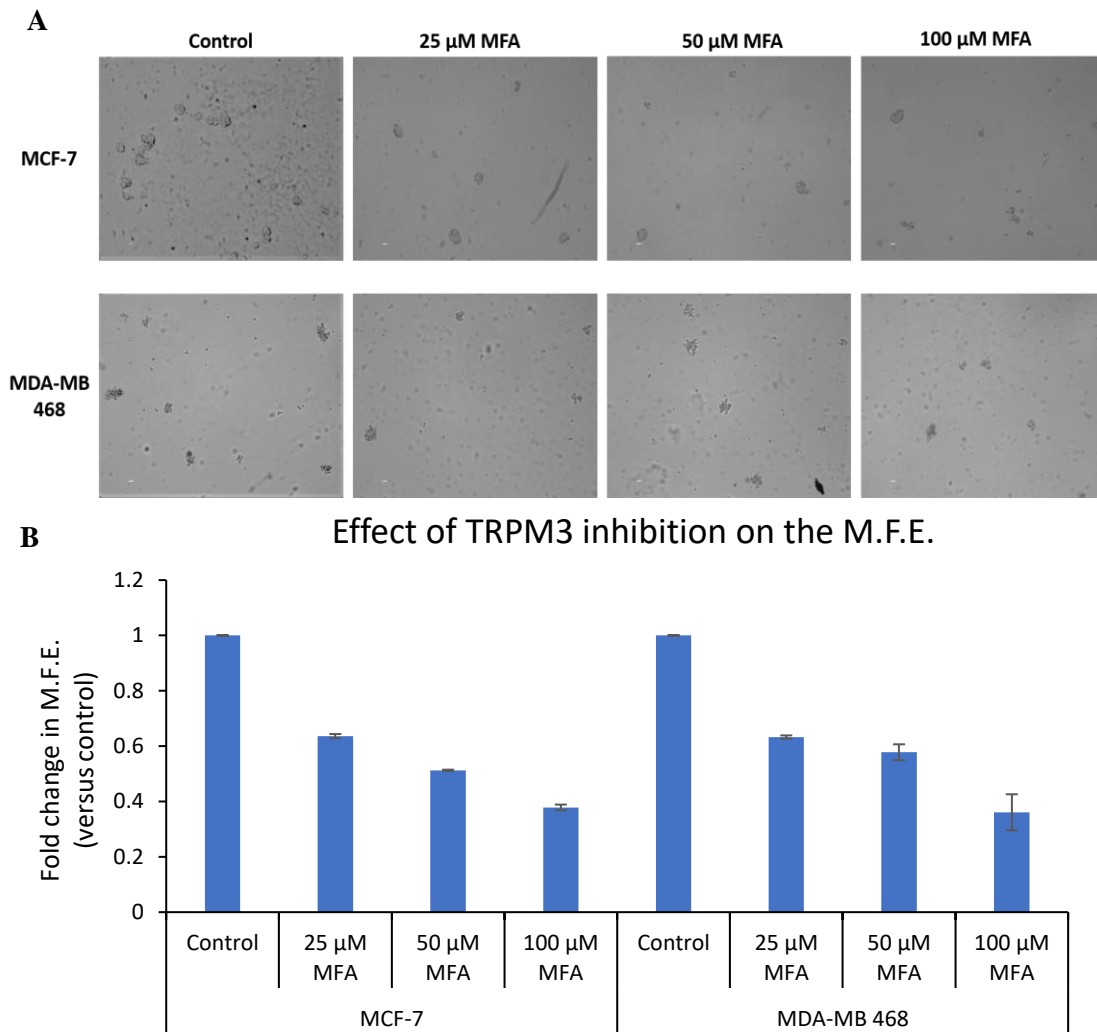 A
Control
25 µM MFA
50 µM MFA
100 µM MFA
MCF-7
MDA-MB
468
B
Effect of TRPM3 inhibition on the M.F.E.
Fold change in M.F.E.
(versus control)
1.2
1
0.8
0.6
0.4
0.2
0
Control
25 µM
MFA
50 µM
MFA
100 µM
MFA
Control
25 µM
MFA
50 µM
MFA
100 µM
MFA
MCF-7
MDA-MB 468